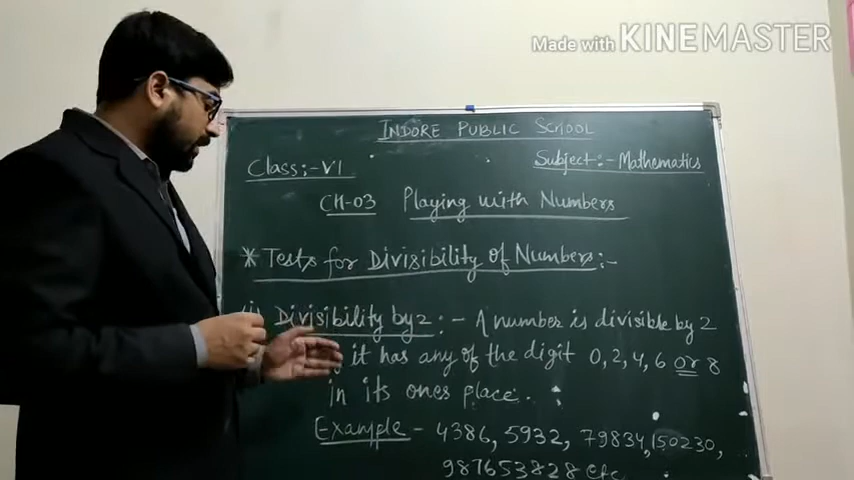 Made with KINEMASTER
INDORE PUBLIC SCHOOL
Class:-VI Subject:- Mathematics
CH-03 Playing with Numbers
* Tests for Divisibility of Numbers:-
Divisibility by 2:- A number is divisible by 2
it has any of the digit 0,2,4,6 or 8
in its ones place.
Example - 4386, 5932, 79834, 150230,
987653828 etc.